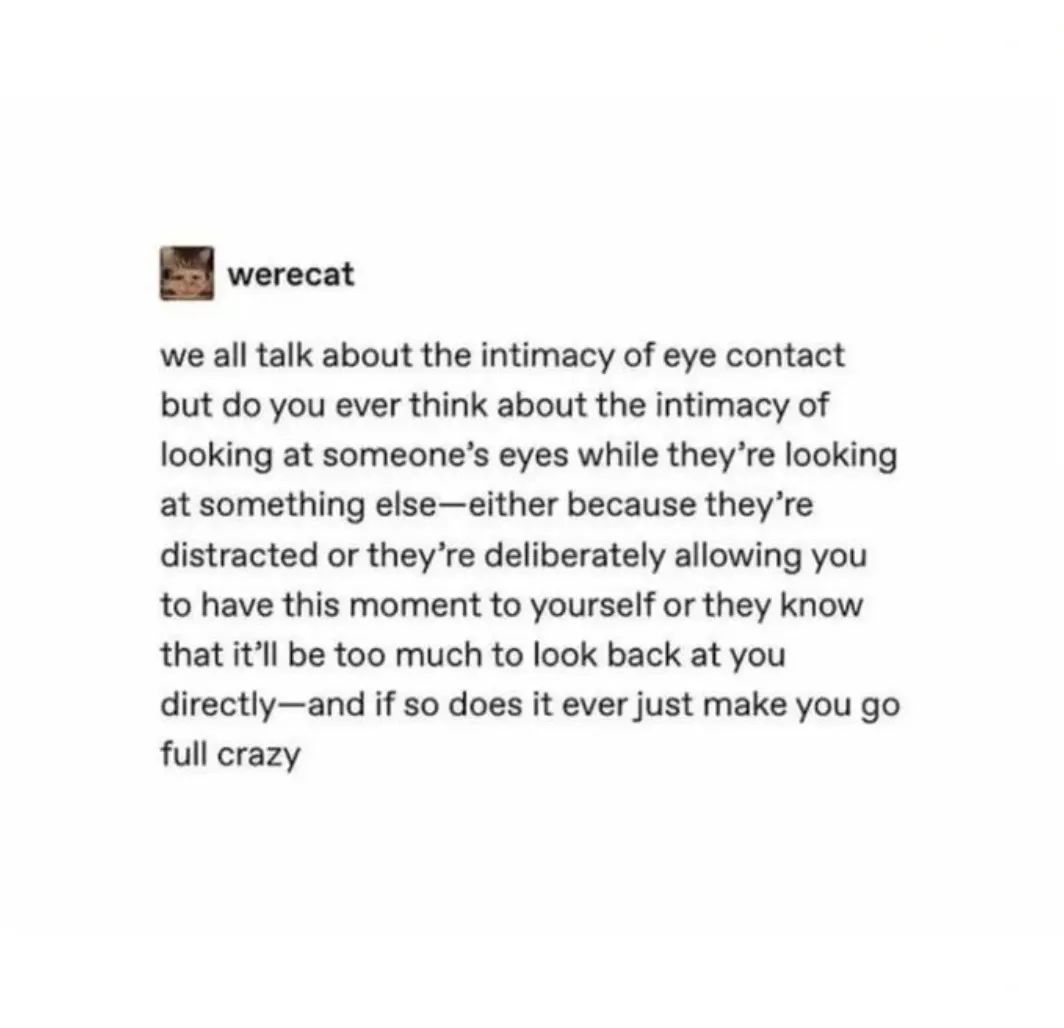 werecat
we all talk about the intimacy of eye contact
but do you ever think about the intimacy of
looking at someone’s eyes while they’re looking
at something else—either because they’re
distracted or they’re deliberately allowing you
to have this moment to yourself or they know
that it’ll be too much to look back at you
directly—and if so does it ever just make you go
full crazy